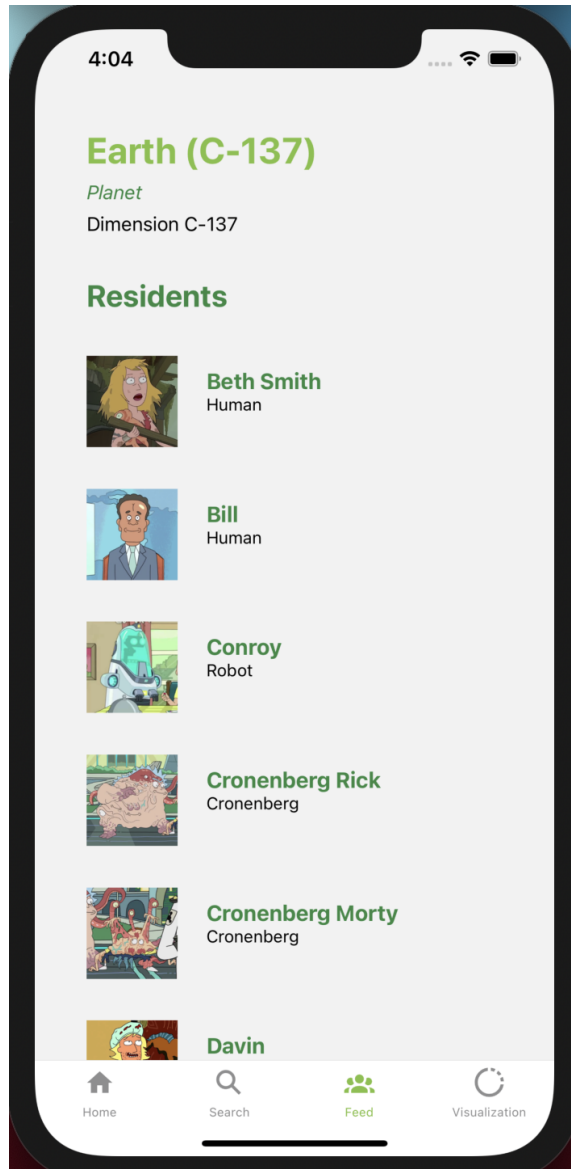 4:04
Earth (C-137)
Planet
Dimension C-137
Residents
Beth Smith
Human
Bill
Human
Conroy
Robot
Cronenberg Rick
Cronenberg
Cronenberg Morty
Cronenberg
Davin
Home Search Feed Visualization